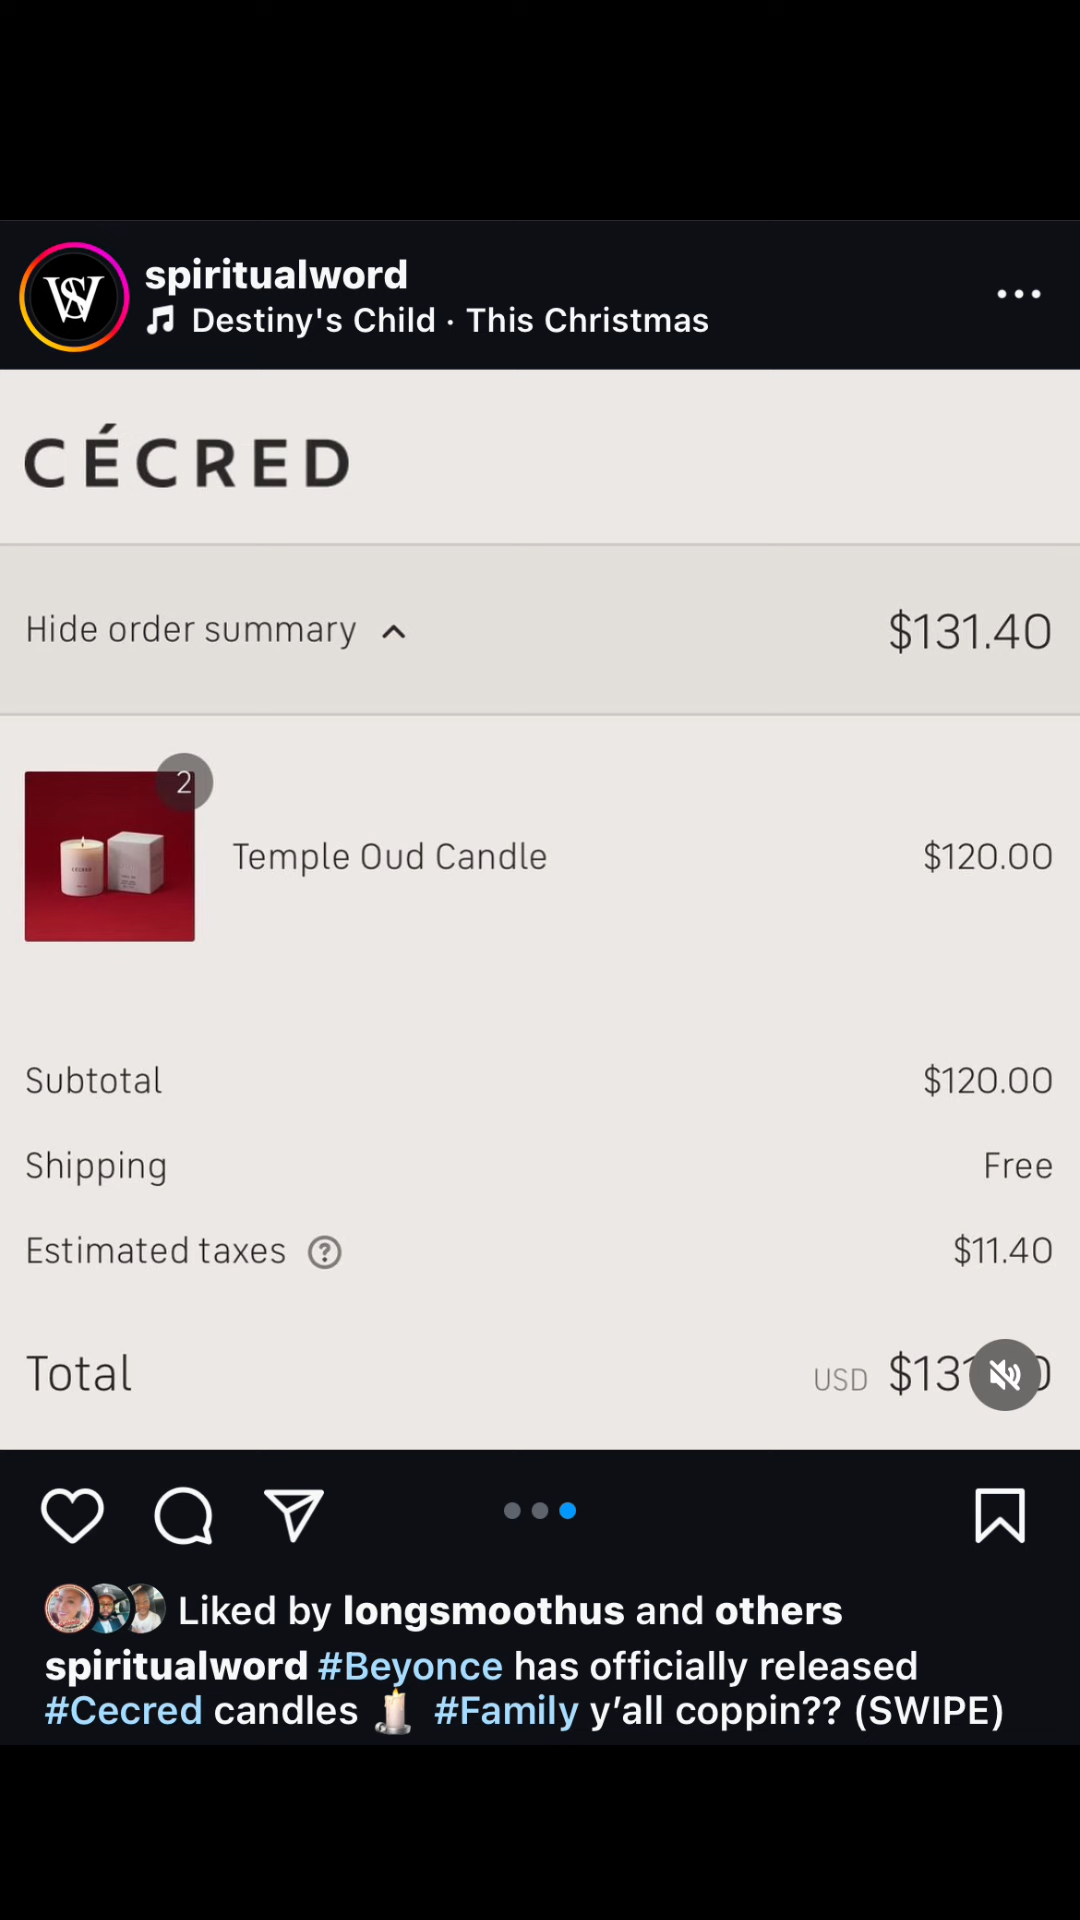 spiritualword
Destiny's Child · This Christmas
CÉCRED
Hide order summary $131.40
2
Temple Oud Candle $120.00
Subtotal $120.00
Shipping Free
Estimated taxes ? $11.40
Total USD
Liked by longsmoothus and others
spiritualword #Beyonce has officially released
#Cecred candles 🕯️ #Family y’all coppin?? (SWIPE)